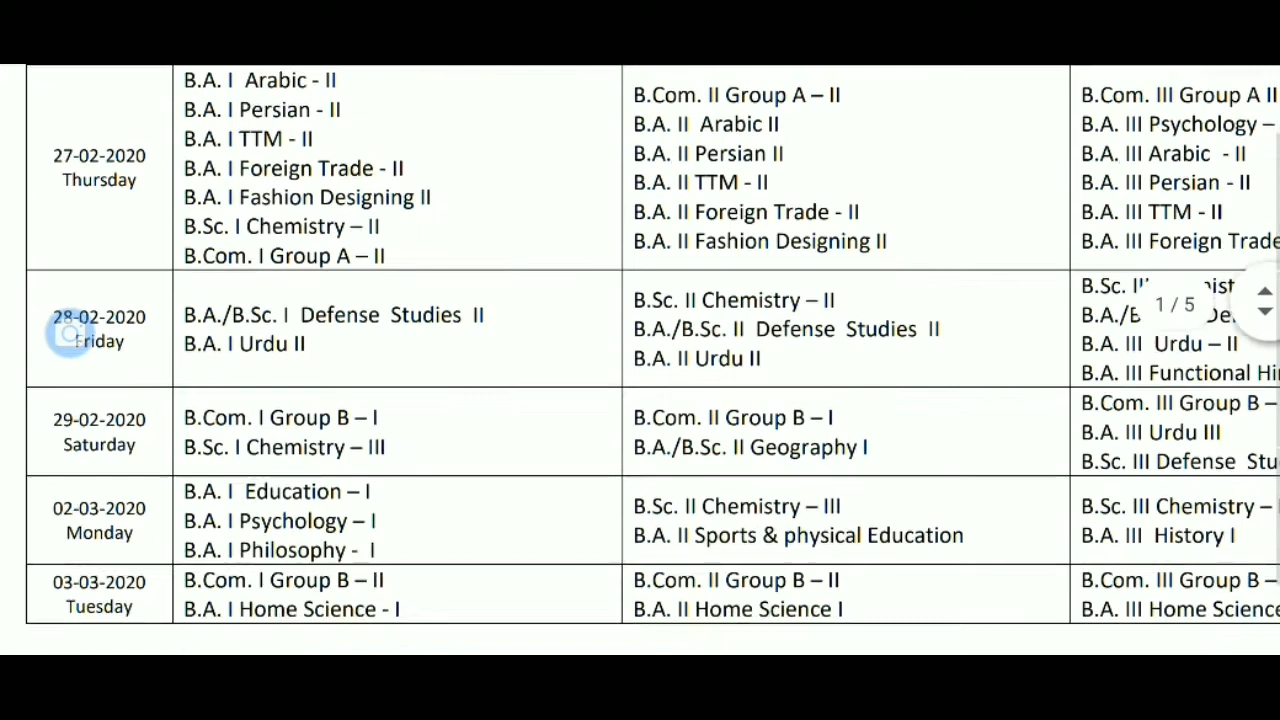 27-02-2020
Thursday
B.A. I Arabic - II
B.A. I Persian - II
B.A. I TTM - II
B.A. I Foreign Trade - II
B.A. I Fashion Designing II
B.Sc. I Chemistry – II
B.Com. I Group A – II
B.Com. II Group A – II
B.A. II Arabic II
B.A. II Persian II
B.A. II TTM - II
B.A. II Foreign Trade - II
B.A. II Fashion Designing II
B.Com. III Group A II
B.A. III Psychology –
B.A. III Arabic - II
B.A. III Persian - II
B.A. III TTM - II
B.A. III Foreign Trade
28-02-2020
Friday
B.A./B.Sc. I Defense Studies II
B.A. I Urdu II
B.Sc. II Chemistry – II
B.A./B.Sc. II Defense Studies II
B.A. II Urdu II
B.Sc.
1 / 5
B.A. III Urdu – II
B.A. III Functional
29-02-2020
Saturday
B.Com. I Group B – I
B.Sc. I Chemistry – III
B.Com. II Group B – I
B.A./B.Sc. II Geography I
B.Com. III Group B –
B.A. III Urdu III
B.Sc. III Defense
02-03-2020
Monday
B.A. I Education – I
B.A. I Psychology – I
B.A. I Philosophy - I
B.Sc. II Chemistry – III
B.A. II Sports & physical Education
B.Sc. III Chemistry –
B.A. III History I
03-03-2020
Tuesday
B.Com. I Group B – II
B.A. I Home Science - I
B.Com. II Group B – II
B.A. II Home Science I
B.Com. III Group B –
B.A. III Home Science